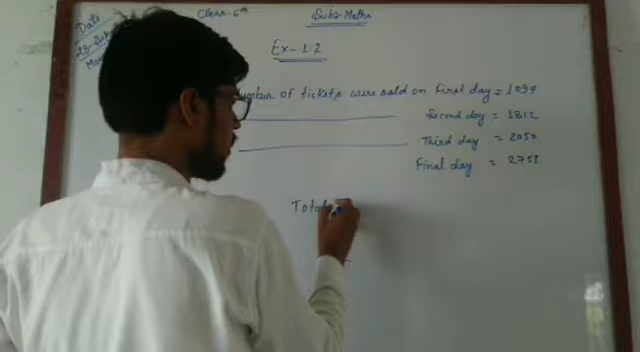 Date
Class-6th
Sub:- Maths
Ex-1.2
umber of tickets were sold on first day = 1094
Second day = 1812
Third day = 2050
Final day = 2751
Total